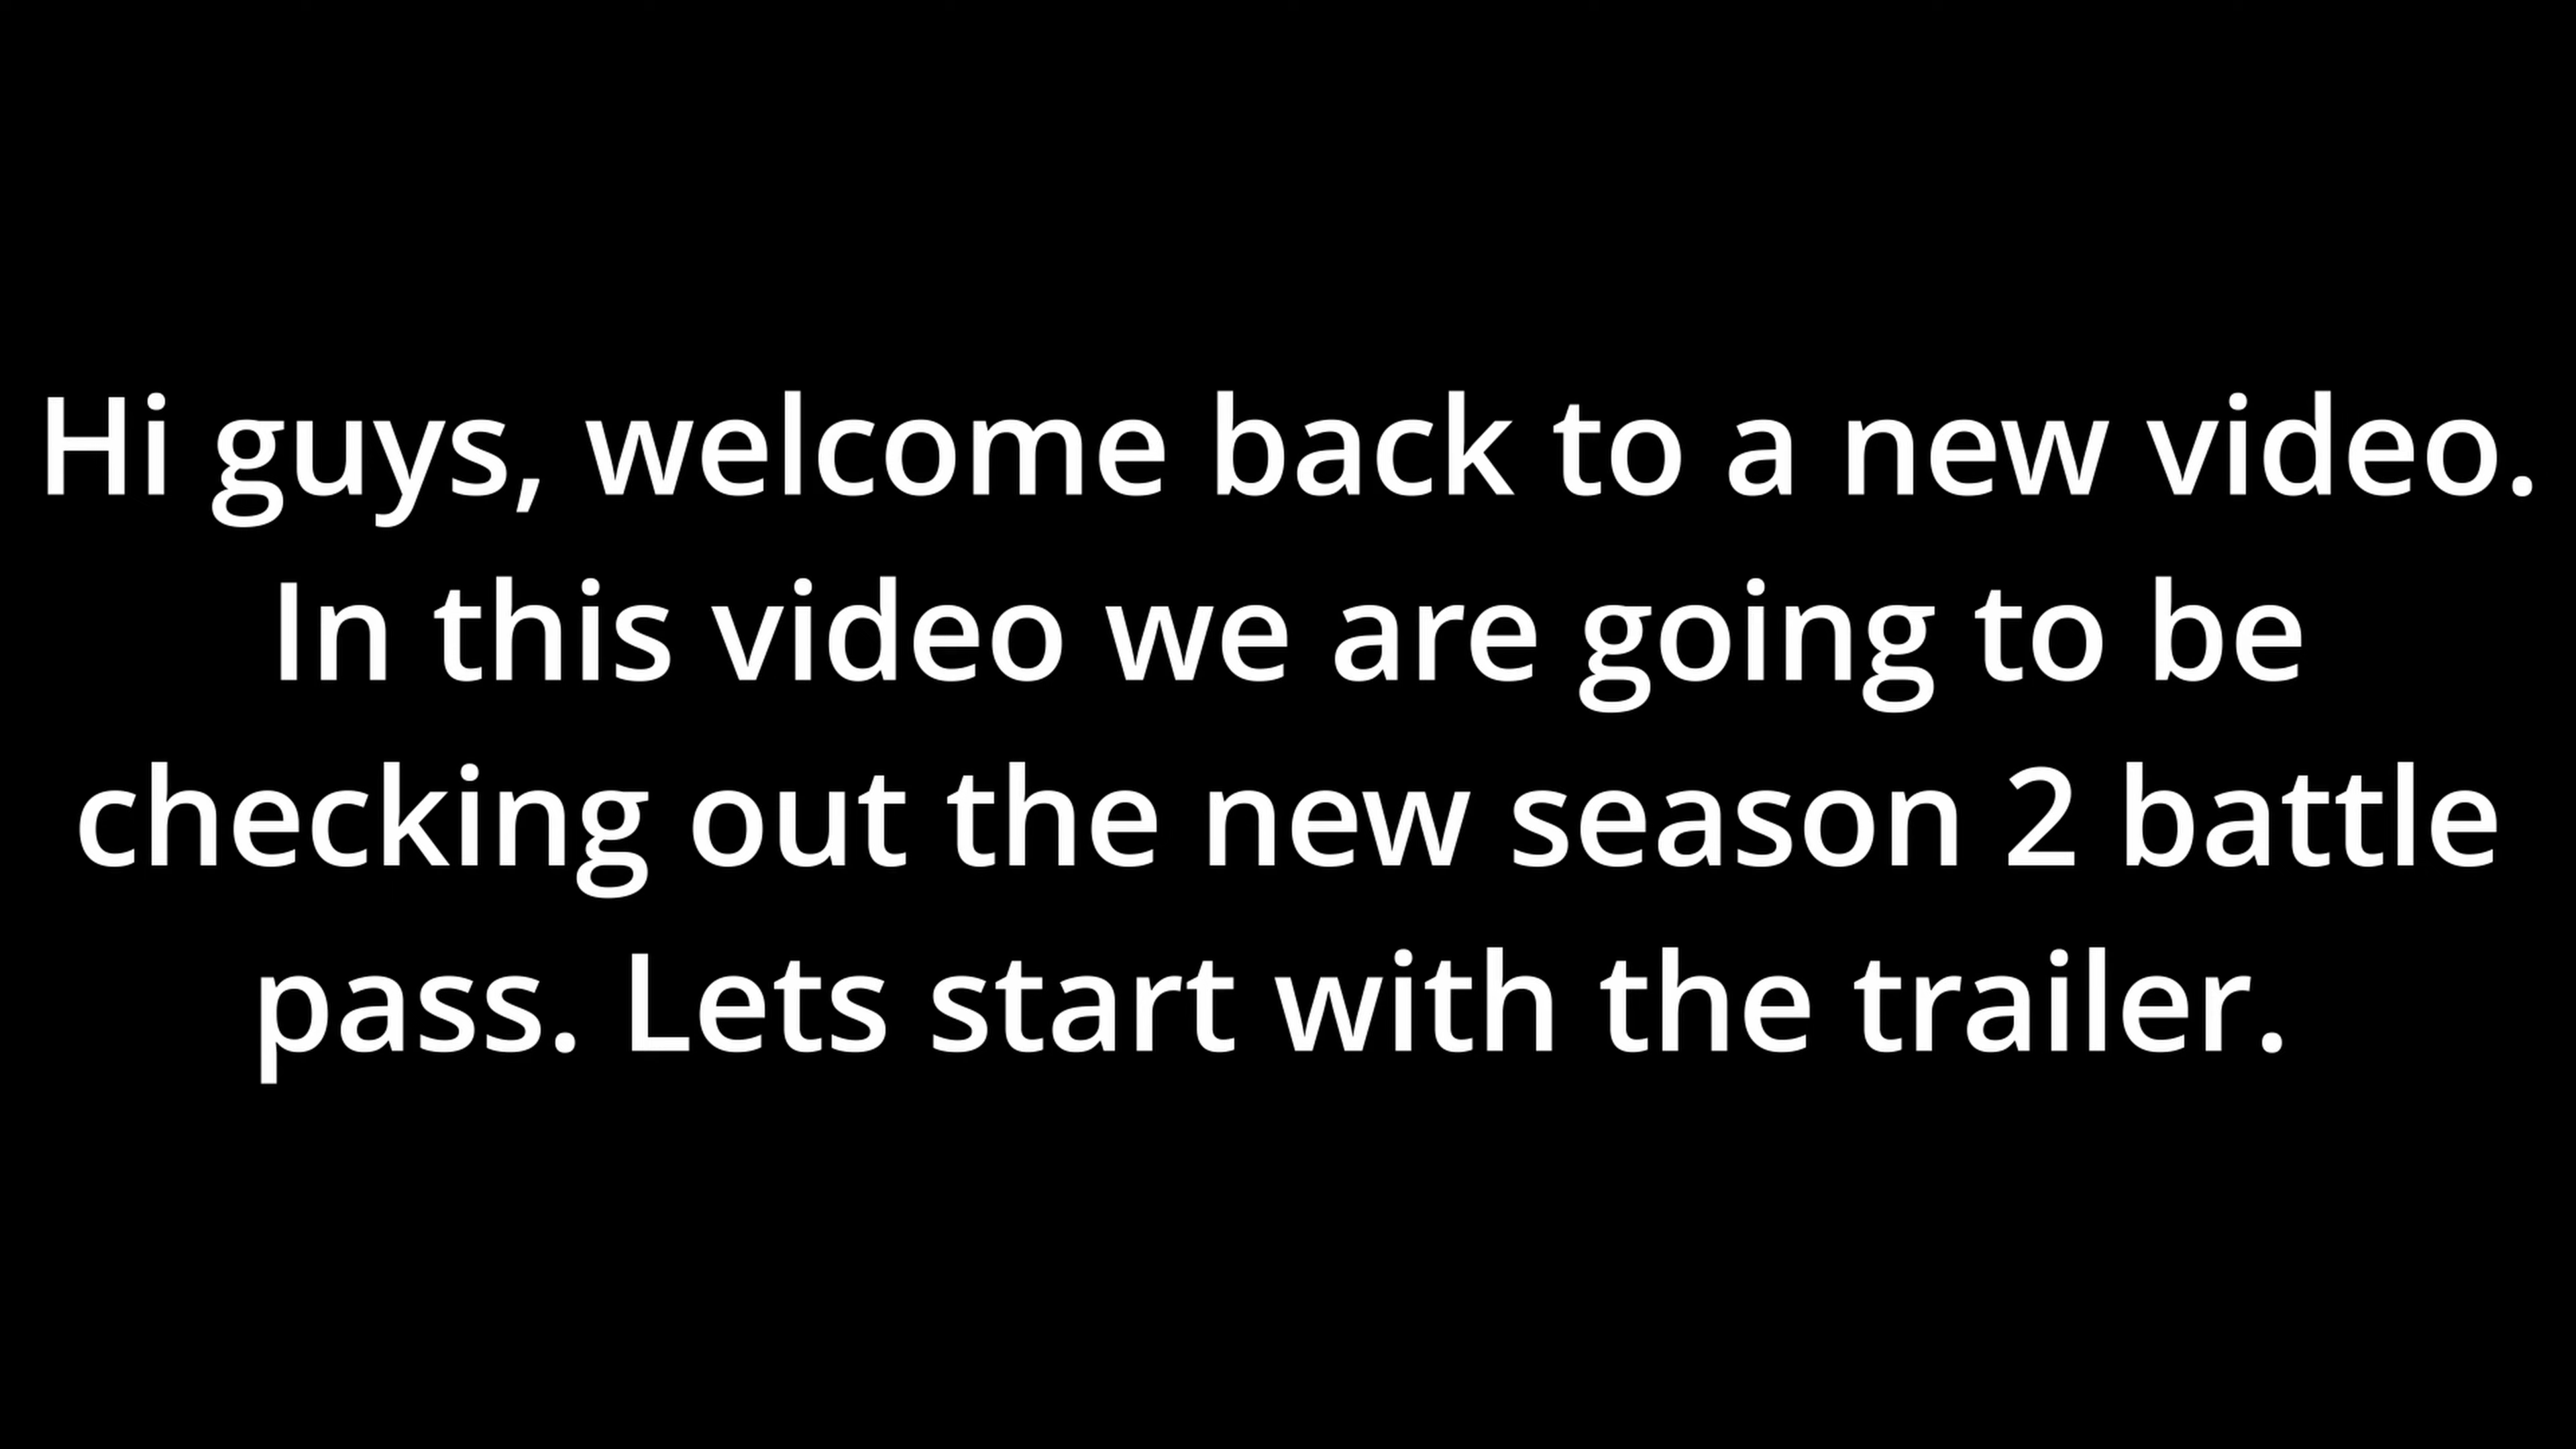 Hi guys, welcome back to a new video.
In this video we are going to be
checking out the new season 2 battle
pass. Lets start with the trailer.